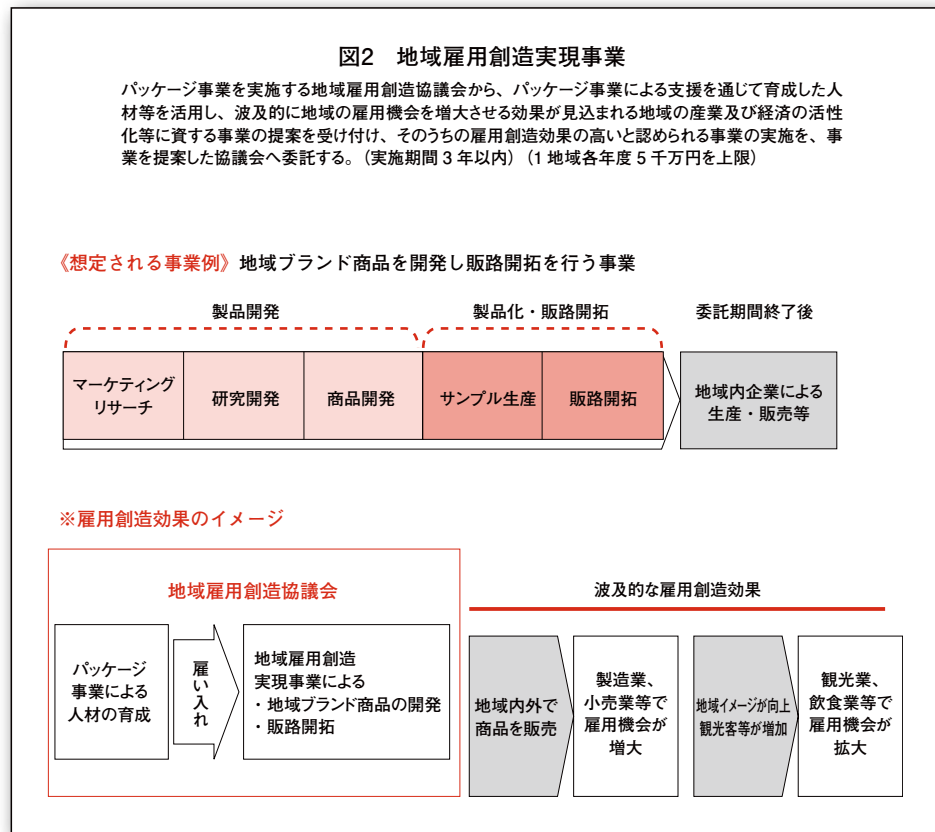 図2　地域雇用創造実現事業
パッケージ事業を実施する地域雇用創造協議会から、パッケージ事業による支援を通じて育成した人
材等を活用し、波及的に地域の雇用機会を増大させる効果が見込まれる地域の産業及び経済の活性
化等に資する事業の提案を受け付け、そのうちの雇用創造効果の高いと認められる事業の実施を、事
業を提案した協議会へ委託する。（実施期間 3 年以内）（1 地域各年度 5 千万円を上限）
《想定される事業例》地域ブランド商品を開発し販路開拓を行う事業
製品開発
製品化・販路開拓
委託期間終了後
マーケティング
リサーチ
研究開発
商品開発
サンプル生産
販路開拓
地域内企業による
生産・販売等
※雇用創造効果のイメージ
地域雇用創造協議会
パッケージ
事業による
人材の育成
雇い入れ
地域雇用創造
実現事業による
・地域ブランド商品の開発
・販路開拓
波及的な雇用創造効果
地域内外で
商品を販売
製造業、
小売業等で
雇用機会が
増大
地域イメージが向上
観光客等が増加
観光業、
飲食業等で
雇用機会が
拡大